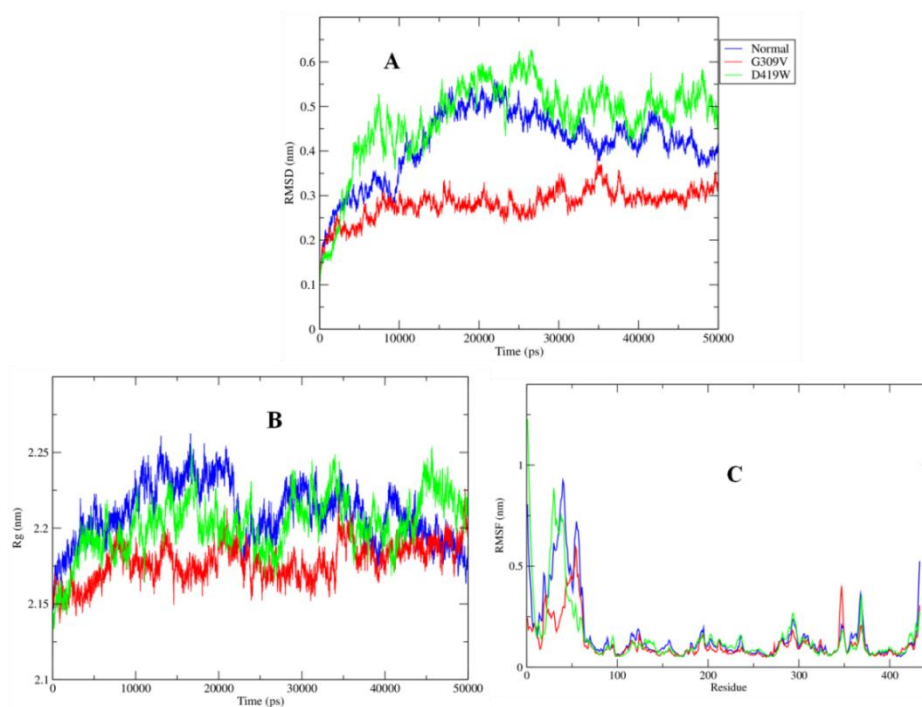 A
Normal
G309V
D419W
0.6
0.5
0.4
0.3
0.2
0.1
0
RMSD (nm)
0 10000 20000 30000 40000 50000
Time (ps)
B
2.25
2.2
2.15
2.1
Rg (nm)
0 10000 20000 30000 40000 50000
Time (ps)
C
1
0.5
0
RMSF (nm)
0 100 200 300 400
Residue